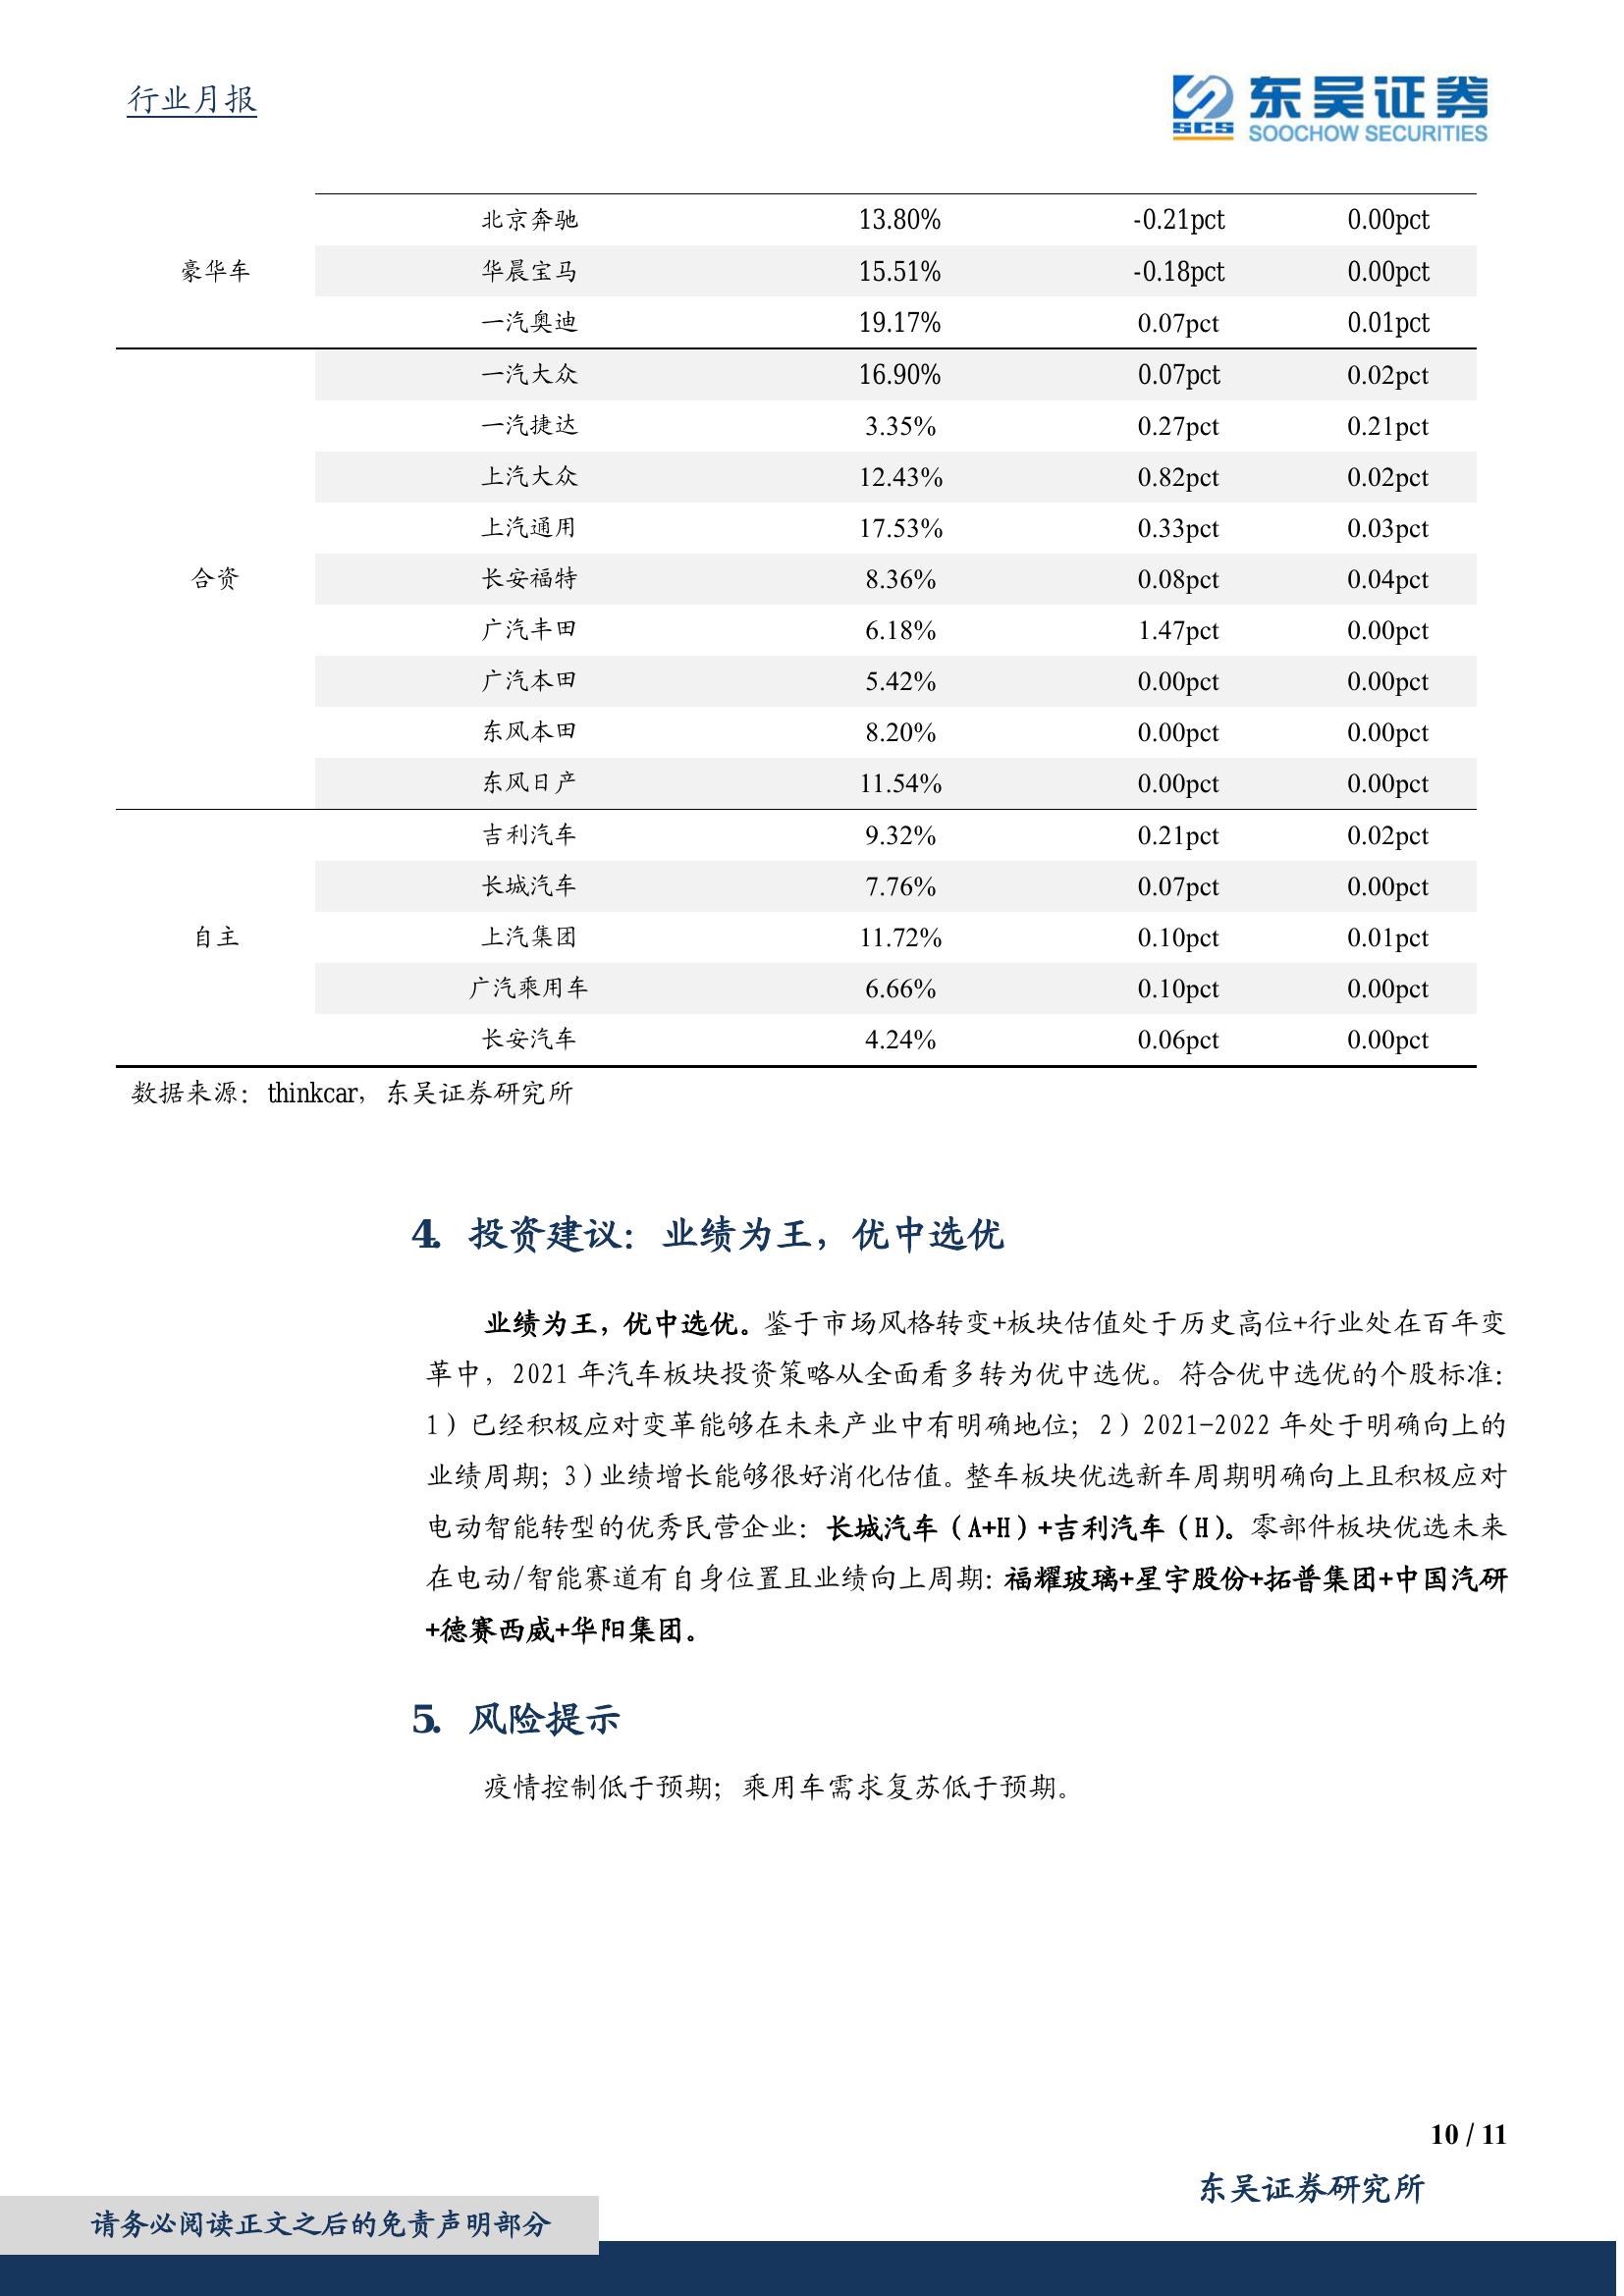 行业月报
SCS 东吴证券
SOOCHOW SECURITIES
北京奔驰 13.80% -0.21pct 0.00pct
豪华车 华晨宝马 15.51% -0.18pct 0.00pct
一汽奥迪 19.17% 0.07pct 0.01pct
一汽大众 16.90% 0.07pct 0.02pct
一汽捷达 3.35% 0.27pct 0.21pct
上汽大众 12.43% 0.82pct 0.02pct
上汽通用 17.53% 0.33pct 0.03pct
合资 长安福特 8.36% 0.08pct 0.04pct
广汽丰田 6.18% 1.47pct 0.00pct
广汽本田 5.42% 0.00pct 0.00pct
东风本田 8.20% 0.00pct 0.00pct
东风日产 11.54% 0.00pct 0.00pct
吉利汽车 9.32% 0.21pct 0.02pct
长城汽车 7.76% 0.07pct 0.00pct
自主 上汽集团 11.72% 0.10pct 0.01pct
广汽乘用车 6.66% 0.10pct 0.00pct
长安汽车 4.24% 0.06pct 0.00pct
数据来源：thinkcar，东吴证券研究所
4. 投资建议：业绩为王，优中选优
业绩为王，优中选优。鉴于市场风格转变+板块估值处于历史高位+行业处在百年变
革中，2021 年汽车板块投资策略从全面看多转为优中选优。符合优中选优的个股标准：
1）已经积极应对变革能够在未来产业中有明确地位；2）2021–2022 年处于明确向上的
业绩周期；3）业绩增长能够很好消化估值。整车板块优选新车周期明确向上且积极应对
电动智能转型的优秀民营企业：长城汽车（A+H）+吉利汽车（H）。零部件板块优选未来
在电动/智能赛道有自身位置且业绩向上周期：福耀玻璃+星宇股份+拓普集团+中国汽研
+德赛西威+华阳集团。
5. 风险提示
疫情控制低于预期；乘用车需求复苏低于预期。
10 / 11
东吴证券研究所
请务必阅读正文之后的免责声明部分